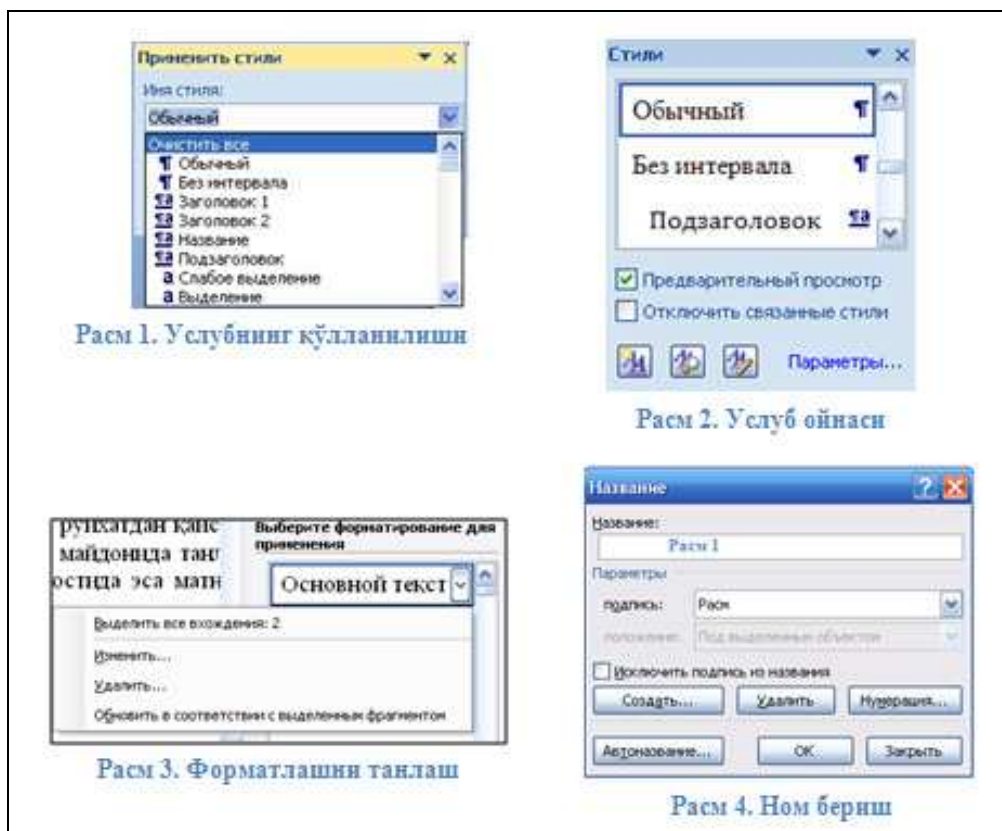 Применить стили
Имя стиля:
Обычный
Очистить все
¶ Обычный
¶ Без интервала
¶a Заголовок 1
¶a Заголовок 2
¶a Название
¶a Подзаголовок
a Слабое выделение
a Выделение
Расм 1. Услубнинг қўлланилиши
Стили
Обычный ¶
Без интервала ¶
Подзаголовок ¶a
Предварительный просмотр
Отключить связанные стили
Параметры...
Расм 2. Услуб ойнаси
майдонида
остида эса матн
Выберите форматирование для
применения
Основной текст
Выделить все вхождения: 2
Изменить...
Удалить...
Обновить в соответствии с выделенным фрагментом
Расм 3. Форматлашни танлаш
Название
Название:
Расм 1
Параметры
подпись: Расм
положение: Под выделенным объектом
Исключить подпись из названия
Создать... Удалить Нумерация...
Автоназвание... ОК Закрыть
Расм 4. Ном бериш